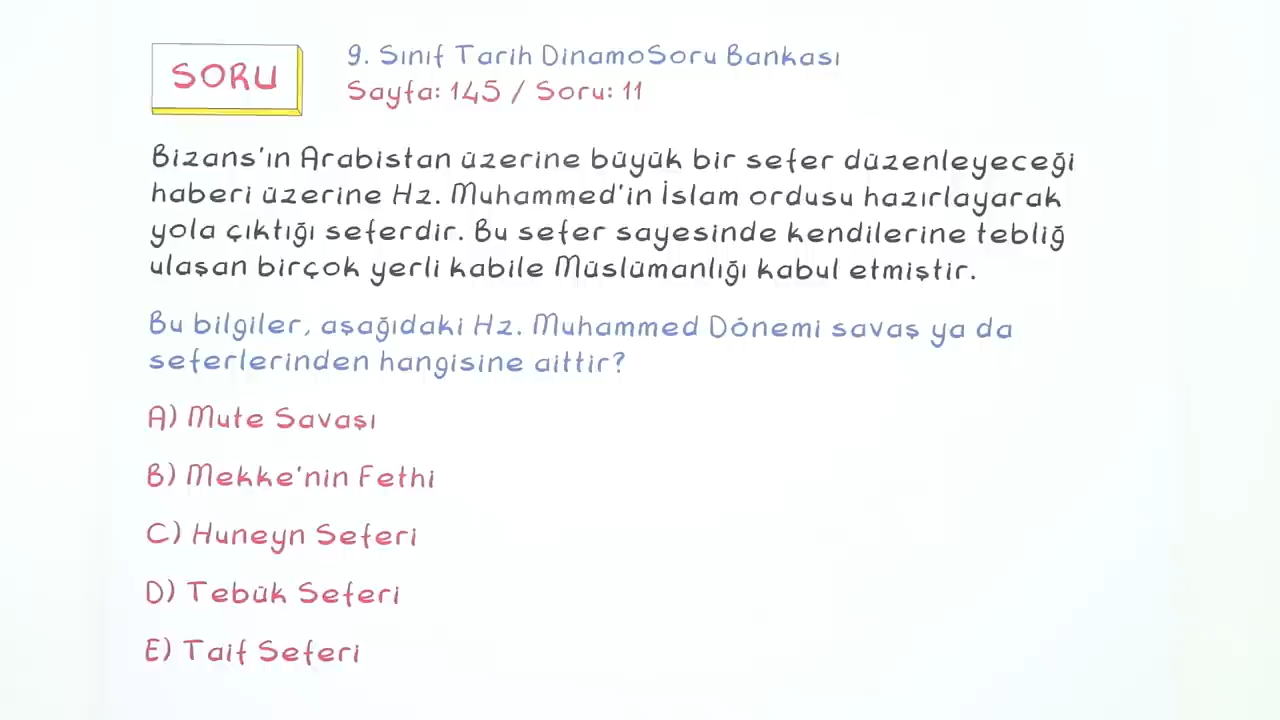 SORU
9. Sınıf Tarih DinamoSoru Bankası
Sayfa: 145 / Soru: 11
Bizans'ın Arabistan üzerine büyük bir sefer düzenleyeceği
haberi üzerine Hz. Muhammed'in İslam ordusu hazırlayarak
yola çıktığı seferdir. Bu sefer sayesinde kendilerine tebliğ
ulaşan birçok yerli kabile Müslümanlığı kabul etmiştir.
Bu bilgiler, aşağıdaki Hz. Muhammed Dönemi savaş ya da
seferlerinden hangisine aittir?
A) Mute Savaşı
B) Mekke'nin Fethi
C) Huneyn Seferi
D) Tebük Seferi
E) Taif Seferi